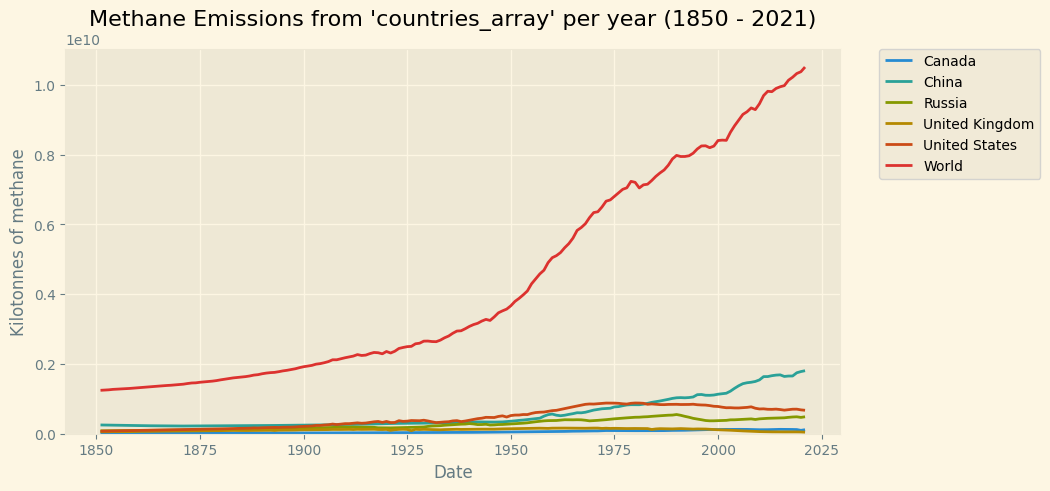 Methane Emissions from 'countries_array' per year (1850 - 2021)
1e10
1.0
0.8
0.6
0.4
0.2
0.0
Kilotonnes of methane
1850
1875
1900
1925
1950
1975
2000
2025
Date
Canada
China
Russia
United Kingdom
United States
World